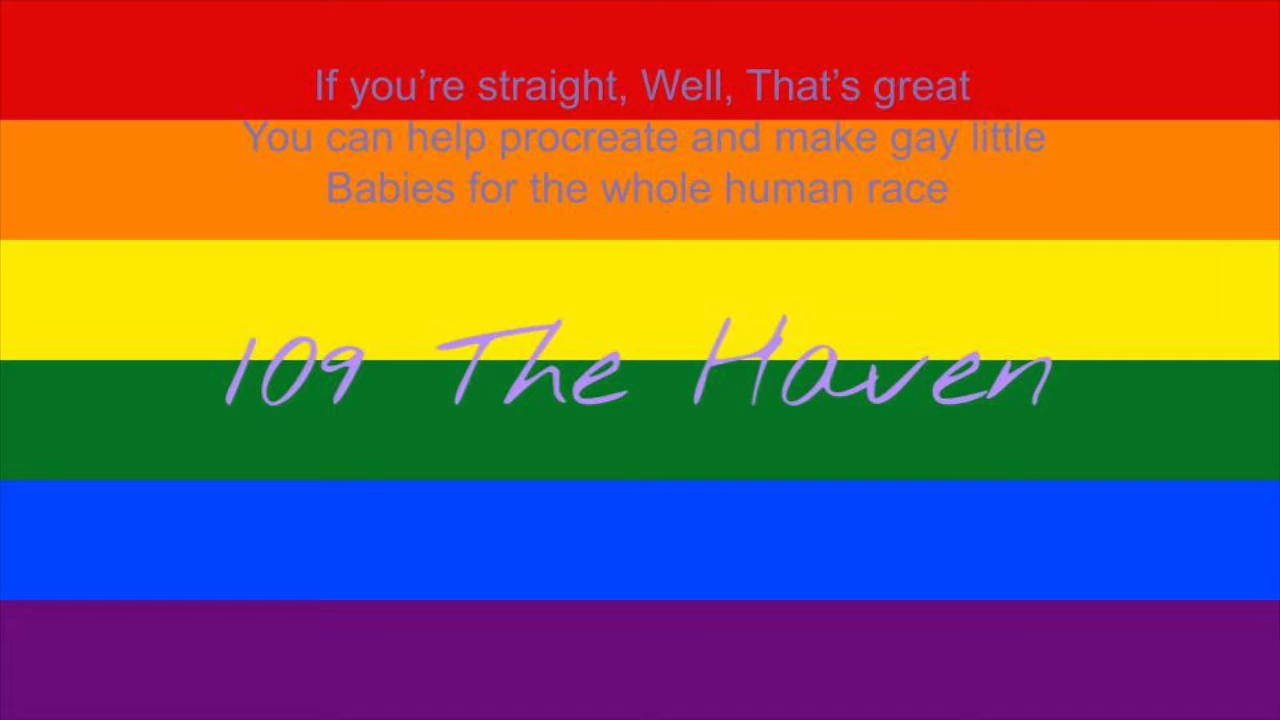 If you’re straight, Well, That’s great
You can help procreate and make gay little
Babies for the whole human race
109 The Haven